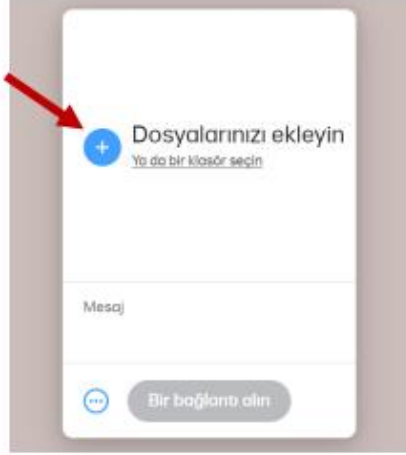 Dosyalarınızı ekleyin
Ya da bir klasör seçin
Mesaj
Bir bağlantı alın